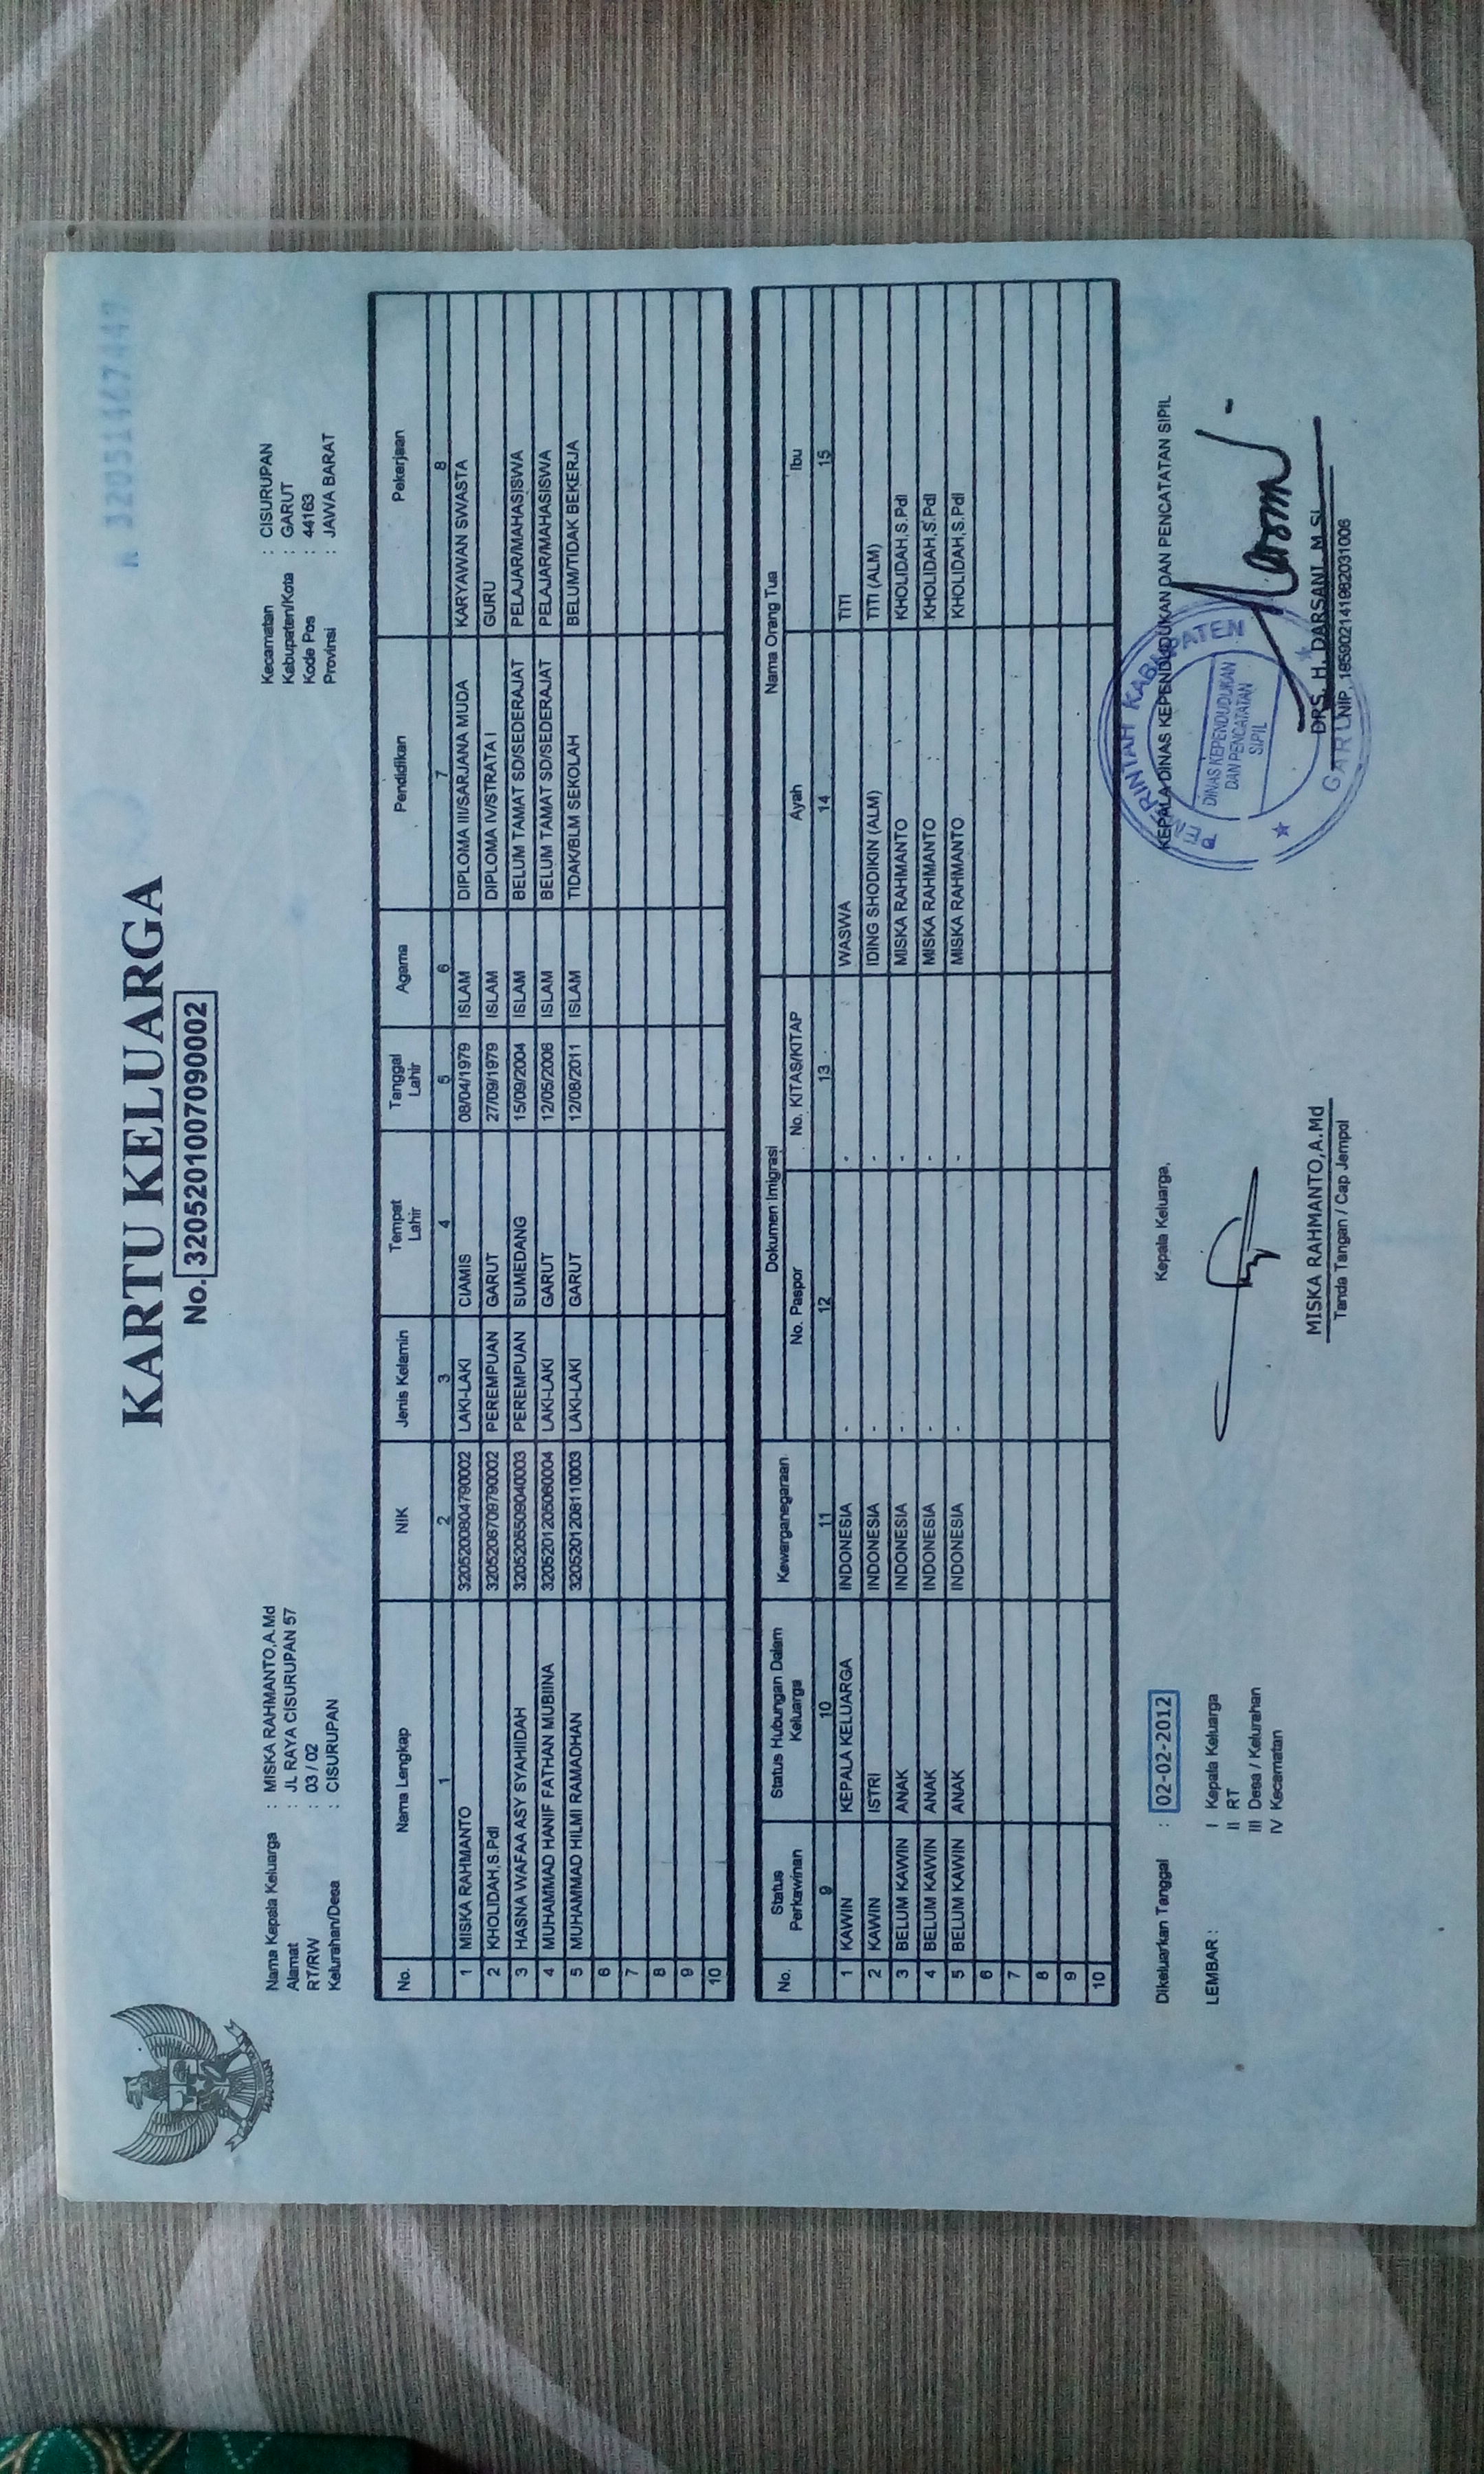 A 32051467447
KARTU KELUARGA
No. 3205201007090002
Nama Kepala Keluarga : MISKA RAHMANTO,A.Md
Alamat : JL RAYA CISURUPAN 57
RT/RW : 03 / 02
Kelurahan/Desa : CISURUPAN
Kecamatan : CISURUPAN
Kabupaten/Kota : GARUT
Kode Pos : 44163
Provinsi : JAWA BARAT
No. Nama Lengkap NIK Jenis Kelamin Tempat Lahir Tanggal Lahir Agama Pendidikan Pekerjaan
1 2 3 4 5 6 7 8
1 MISKA RAHMANTO 3205200804790002 LAKI-LAKI CIAMIS 08/04/1979 ISLAM DIPLOMA III/SARJANA MUDA KARYAWAN SWASTA
2 KHOLIDAH,S.PdI 3205206709790002 PEREMPUAN GARUT 27/09/1979 ISLAM DIPLOMA IV/STRATA I GURU
3 HASNA WAFAA ASY SYAHIIDAH 3205205509040003 PEREMPUAN SUMEDANG 15/09/2004 ISLAM BELUM TAMAT SD/SEDERAJAT PELAJAR/MAHASISWA
4 MUHAMMAD HANIF FATHAN MUBIINA 3205201205060004 LAKI-LAKI GARUT 12/05/2006 ISLAM BELUM TAMAT SD/SEDERAJAT PELAJAR/MAHASISWA
5 MUHAMMAD HILMI RAMADHAN 3205201208110003 LAKI-LAKI GARUT 12/08/2011 ISLAM TIDAK/BLM SEKOLAH BELUM/TIDAK BEKERJA
6
7
8
9
10
No. Status Perkawinan Status Hubungan Dalam Keluarga Kewarganegaraan Dokumen Imigrasi Nama Orang Tua
No. Paspor No. KITAS/KITAP Ayah Ibu
9 10 11 12 13 14 15
1 KAWIN KEPALA KELUARGA INDONESIA - - WASWA TITI
2 KAWIN ISTRI INDONESIA - - IDING SHODIKIN (ALM) TITI (ALM)
3 BELUM KAWIN ANAK INDONESIA - - MISKA RAHMANTO KHOLIDAH,S.PdI
4 BELUM KAWIN ANAK INDONESIA - - MISKA RAHMANTO KHOLIDAH,S.PdI
5 BELUM KAWIN ANAK INDONESIA - - MISKA RAHMANTO KHOLIDAH,S.PdI
6
7
8
9
10
Dikeluarkan Tanggal : 02-02-2012
LEMBAR : I Kepala Keluarga
II RT
III Desa / Kelurahan
IV Kecamatan
Kepala Keluarga,
MISKA RAHMANTO,A.Md
Tanda Tangan / Cap Jempol
KEPALA DINAS KEPENDUDUKAN DAN PENCATATAN SIPIL
PEMERINTAH KABUPATEN
DINAS KEPENDUDUKAN
DAN PENCATATAN
SIPIL
GARUT
DRS. H. DARSANI, M.SI
NIP. 195902141982031006